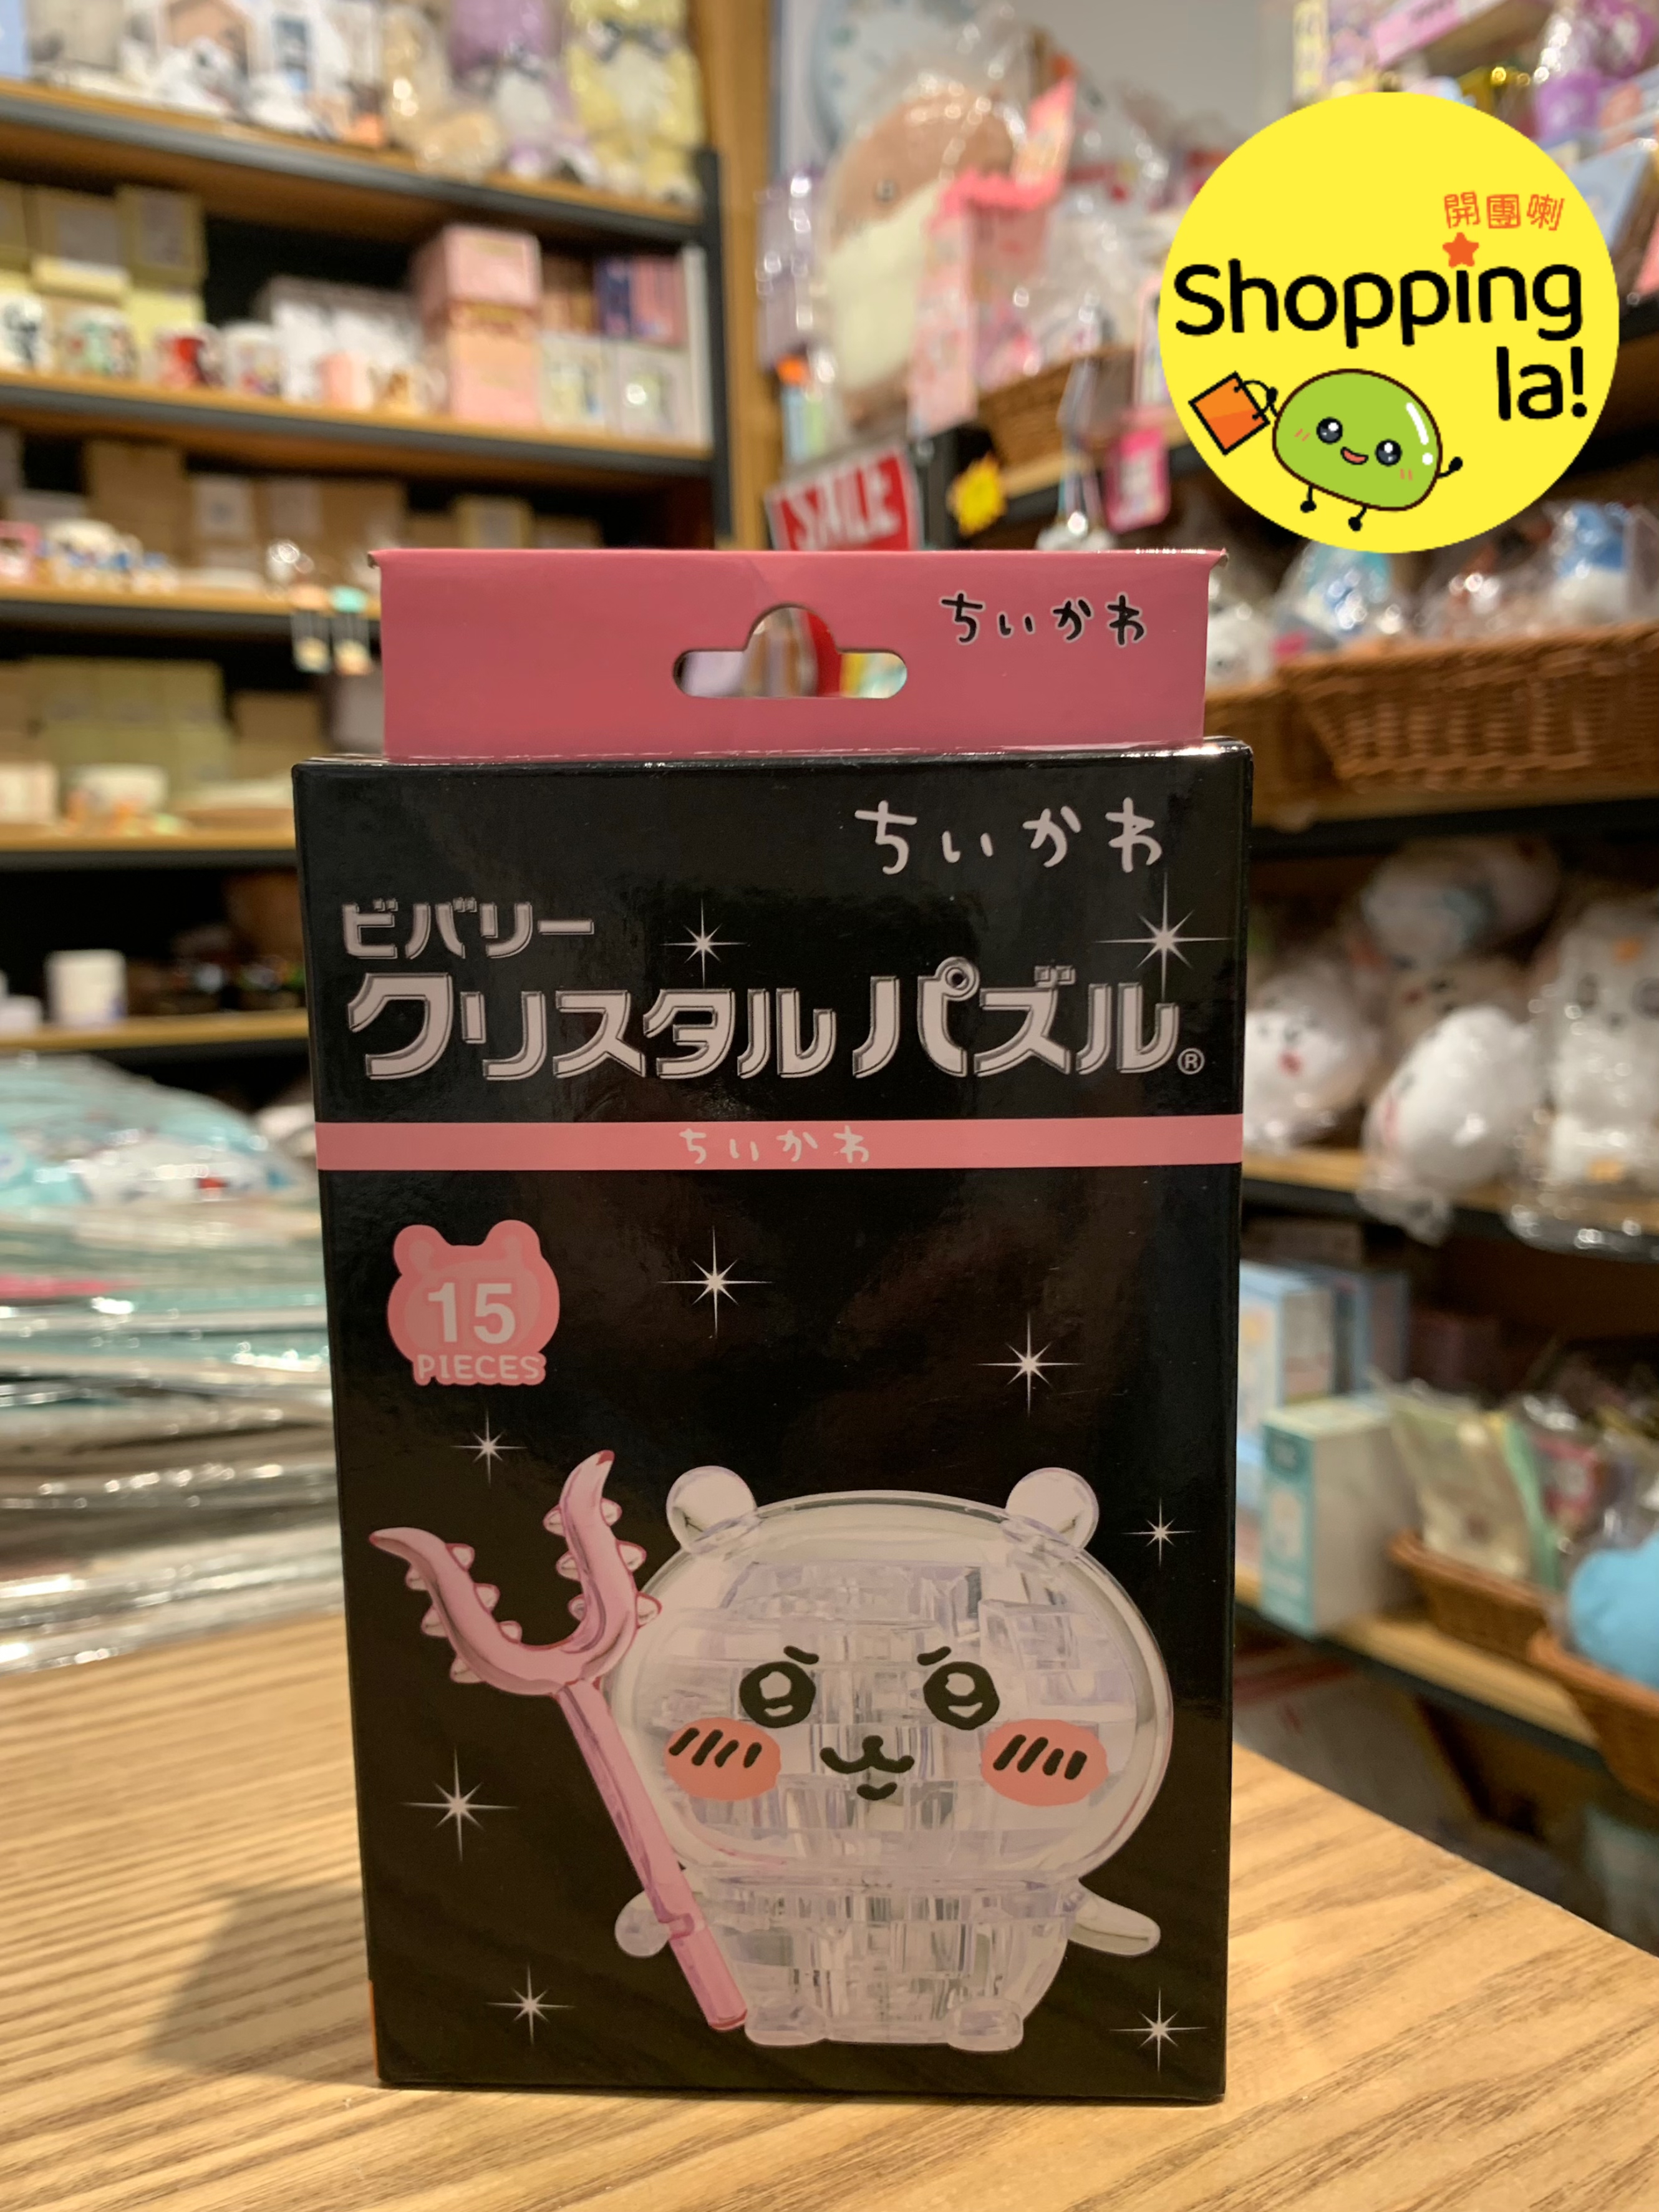 開團喇
Shopping
la!
SALE
ちいかわ
ちいかわ
ビバリー
クリスタルパズル®
ちいかわ
15
PIECES